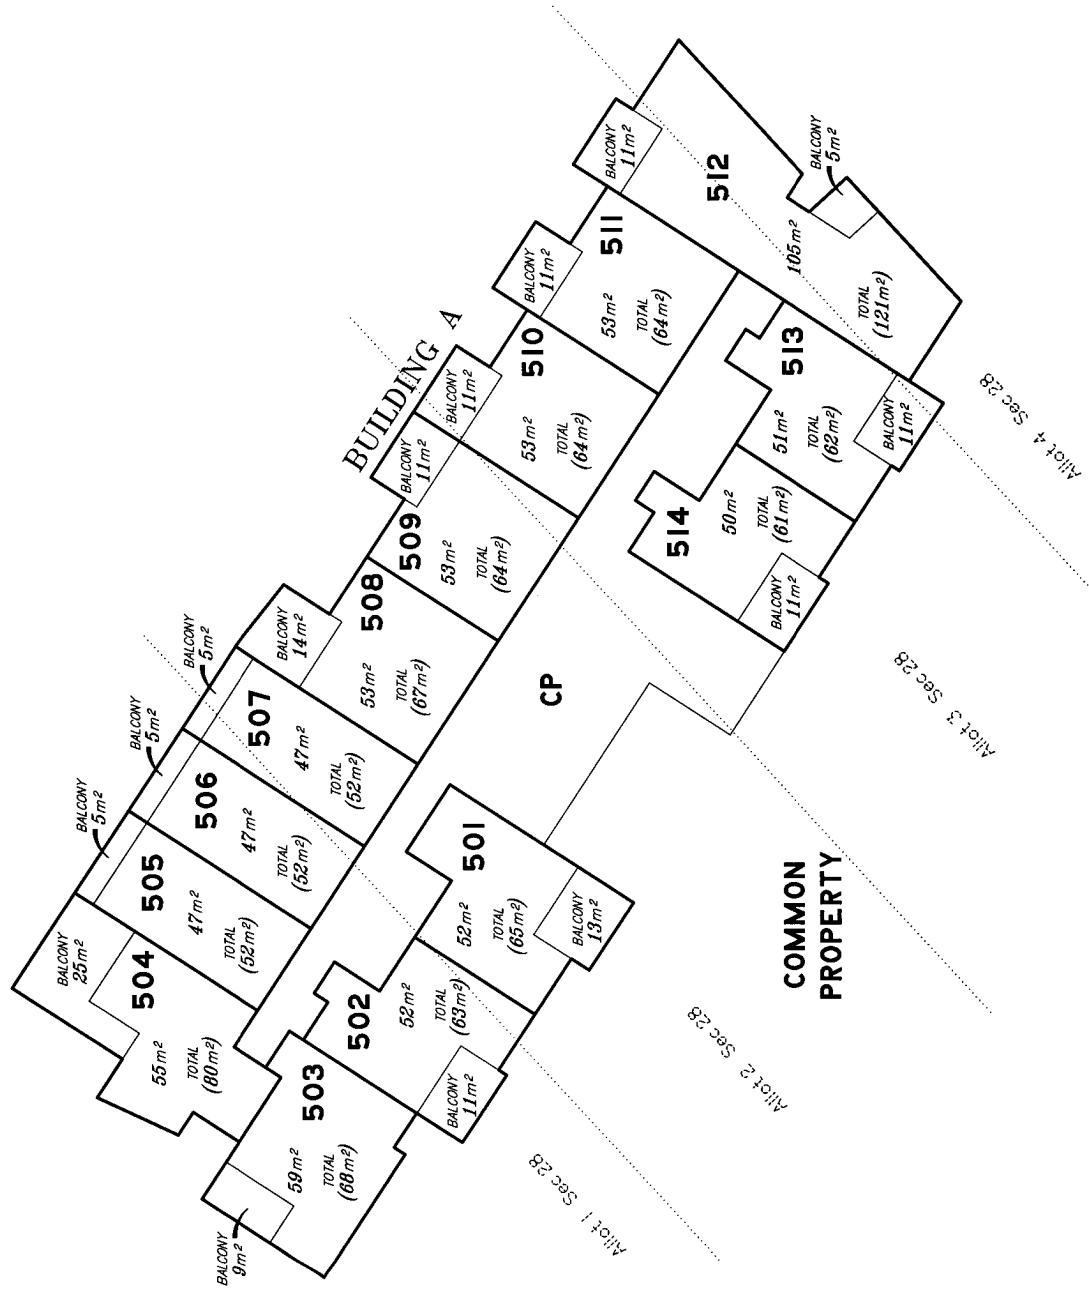 BUILDING A
BALCONY
11m²
512
105m²
TOTAL
(121m²)
BALCONY
5m²
BALCONY
11m²
511
53m²
TOTAL
(64m²)
BALCONY
11m²
510
53m²
TOTAL
(64m²)
BALCONY
11m²
509
53m²
TOTAL
(64m²)
BALCONY
14m²
508
53m²
TOTAL
(67m²)
BALCONY
5m²
507
47m²
TOTAL
(52m²)
BALCONY
5m²
506
47m²
TOTAL
(52m²)
BALCONY
5m²
505
47m²
TOTAL
(52m²)
BALCONY
25m²
504
55m²
TOTAL
(80m²)
503
59m²
TOTAL
(68m²)
BALCONY
9m²
502
52m²
TOTAL
(63m²)
BALCONY
11m²
501
52m²
TOTAL
(65m²)
BALCONY
13m²
CP
514
50m²
TOTAL
(61m²)
BALCONY
11m²
513
51m²
TOTAL
(62m²)
BALCONY
11m²
COMMON
PROPERTY
Allot 1 Sec 28
Allot 2 Sec 28
Allot 3 Sec 28
Allot 4 Sec 28